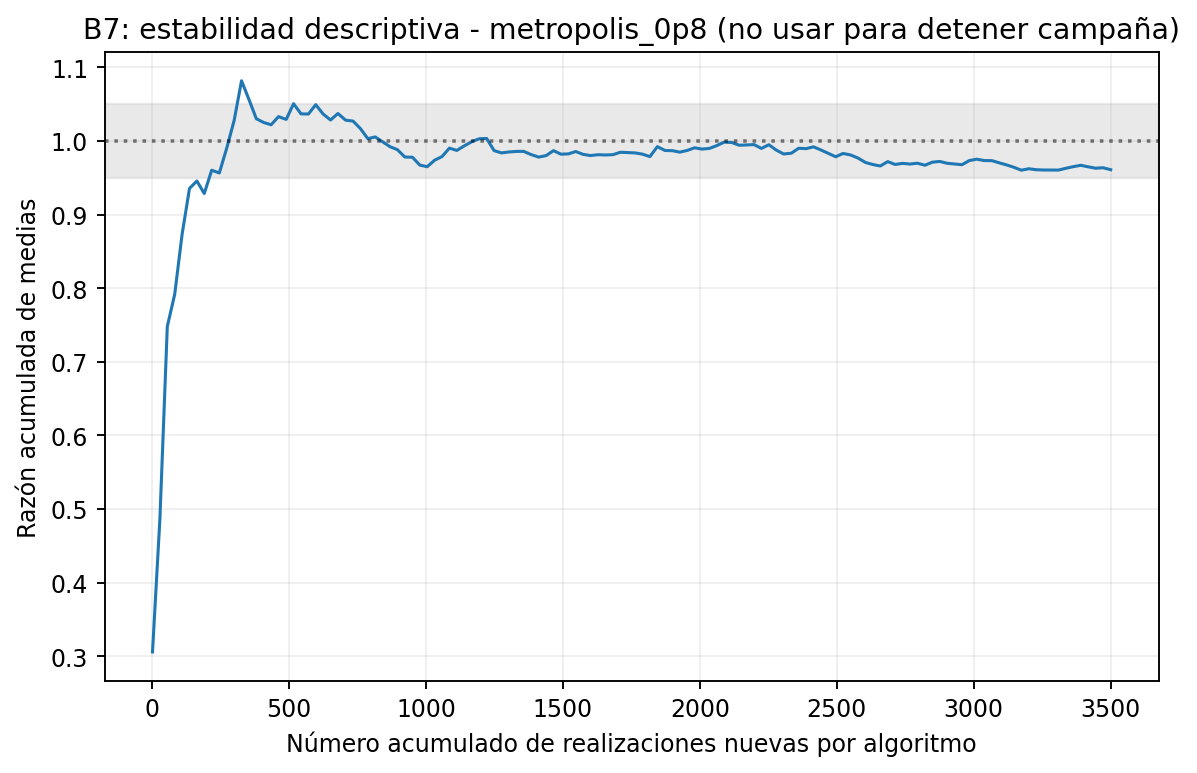 B7: estabilidad descriptiva - metropolis_0p8 (no usar para detener campaña)
Razón acumulada de medias
1.1
1.0
0.9
0.8
0.7
0.6
0.5
0.4
0.3
0 500 1000 1500 2000 2500 3000 3500
Número acumulado de realizaciones nuevas por algoritmo